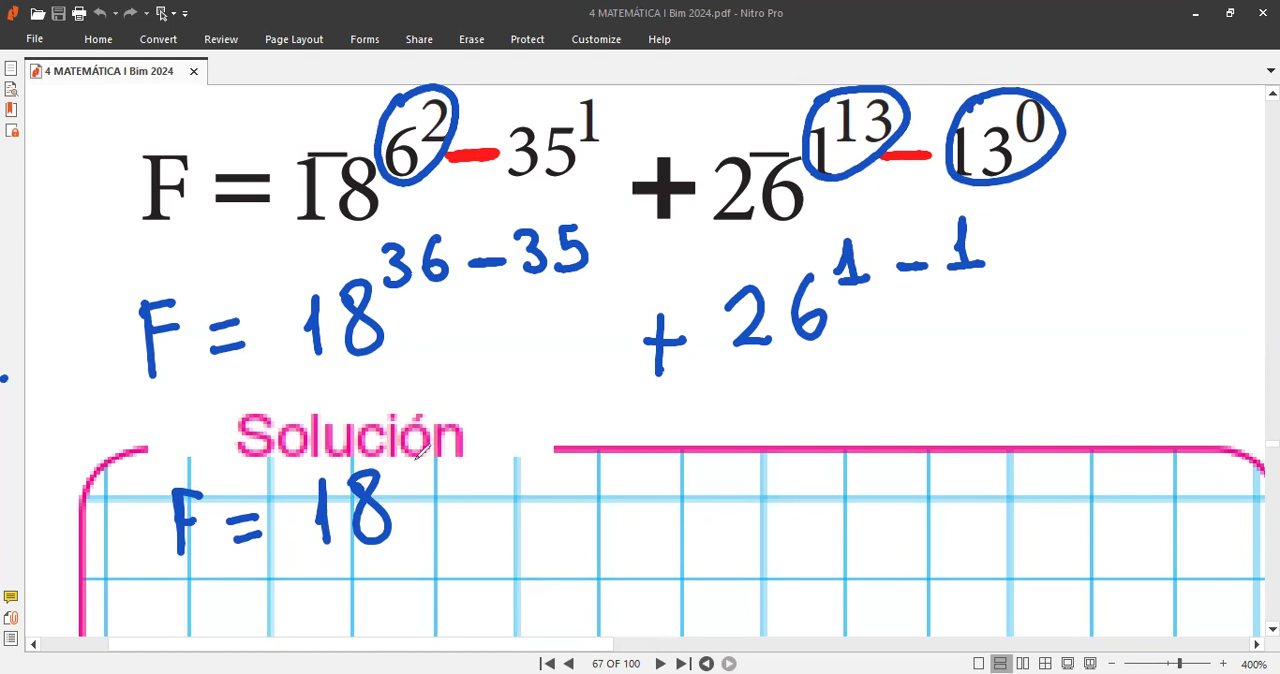 4 MATEMÁTICA I Bim 2024.pdf - Nitro Pro
File Home Convert Review Page Layout Forms Share Erase Protect Customize Help
4 MATEMÁTICA I Bim 2024
F = 18^{6^2 - 35^1} + 26^{1^{13} - 13^0}
F = 18^{36 - 35} + 26^{1 - 1}
Solución
F = 18
67 OF 100
400%